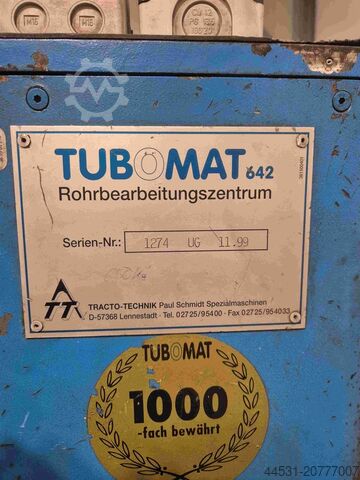 TUBOMAT 642
Rohrbearbeitungszentrum
Serien-Nr.: 1274 UG 11.99
TT TRACTO-TECHNIK Paul Schmidt Spezialmaschinen
D-57368 Lennestadt · Tel. 02725/95400 · Fax 02725/954033
TUBOMAT
1000
-fach bewährt
44531-20777007